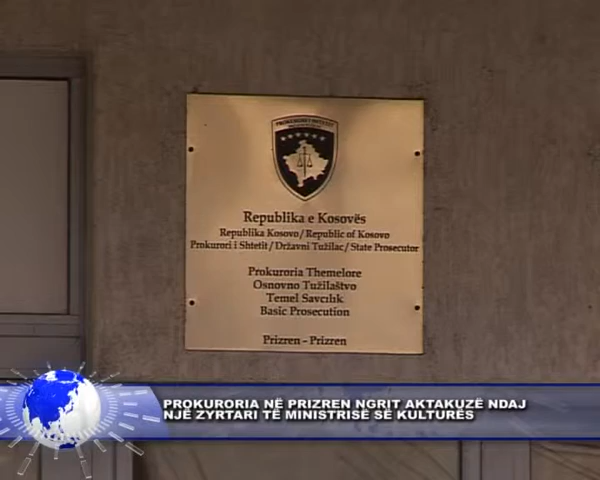 Republika e Kosovës
Republika Kosovo / Republic of Kosovo
Prokurori i Shtetit / Državni Tužilac / State Prosecutor
Prokuroria Themelore
Osnovno Tužilaštvo
Temel Savcılık
Basic Prosecution
Prizren - Prizren
PROKURORIA NË PRIZREN NGRIT AKTAKUZË NDAJ
NJË ZYRTARI TË MINISTRISË SË KULTURËS